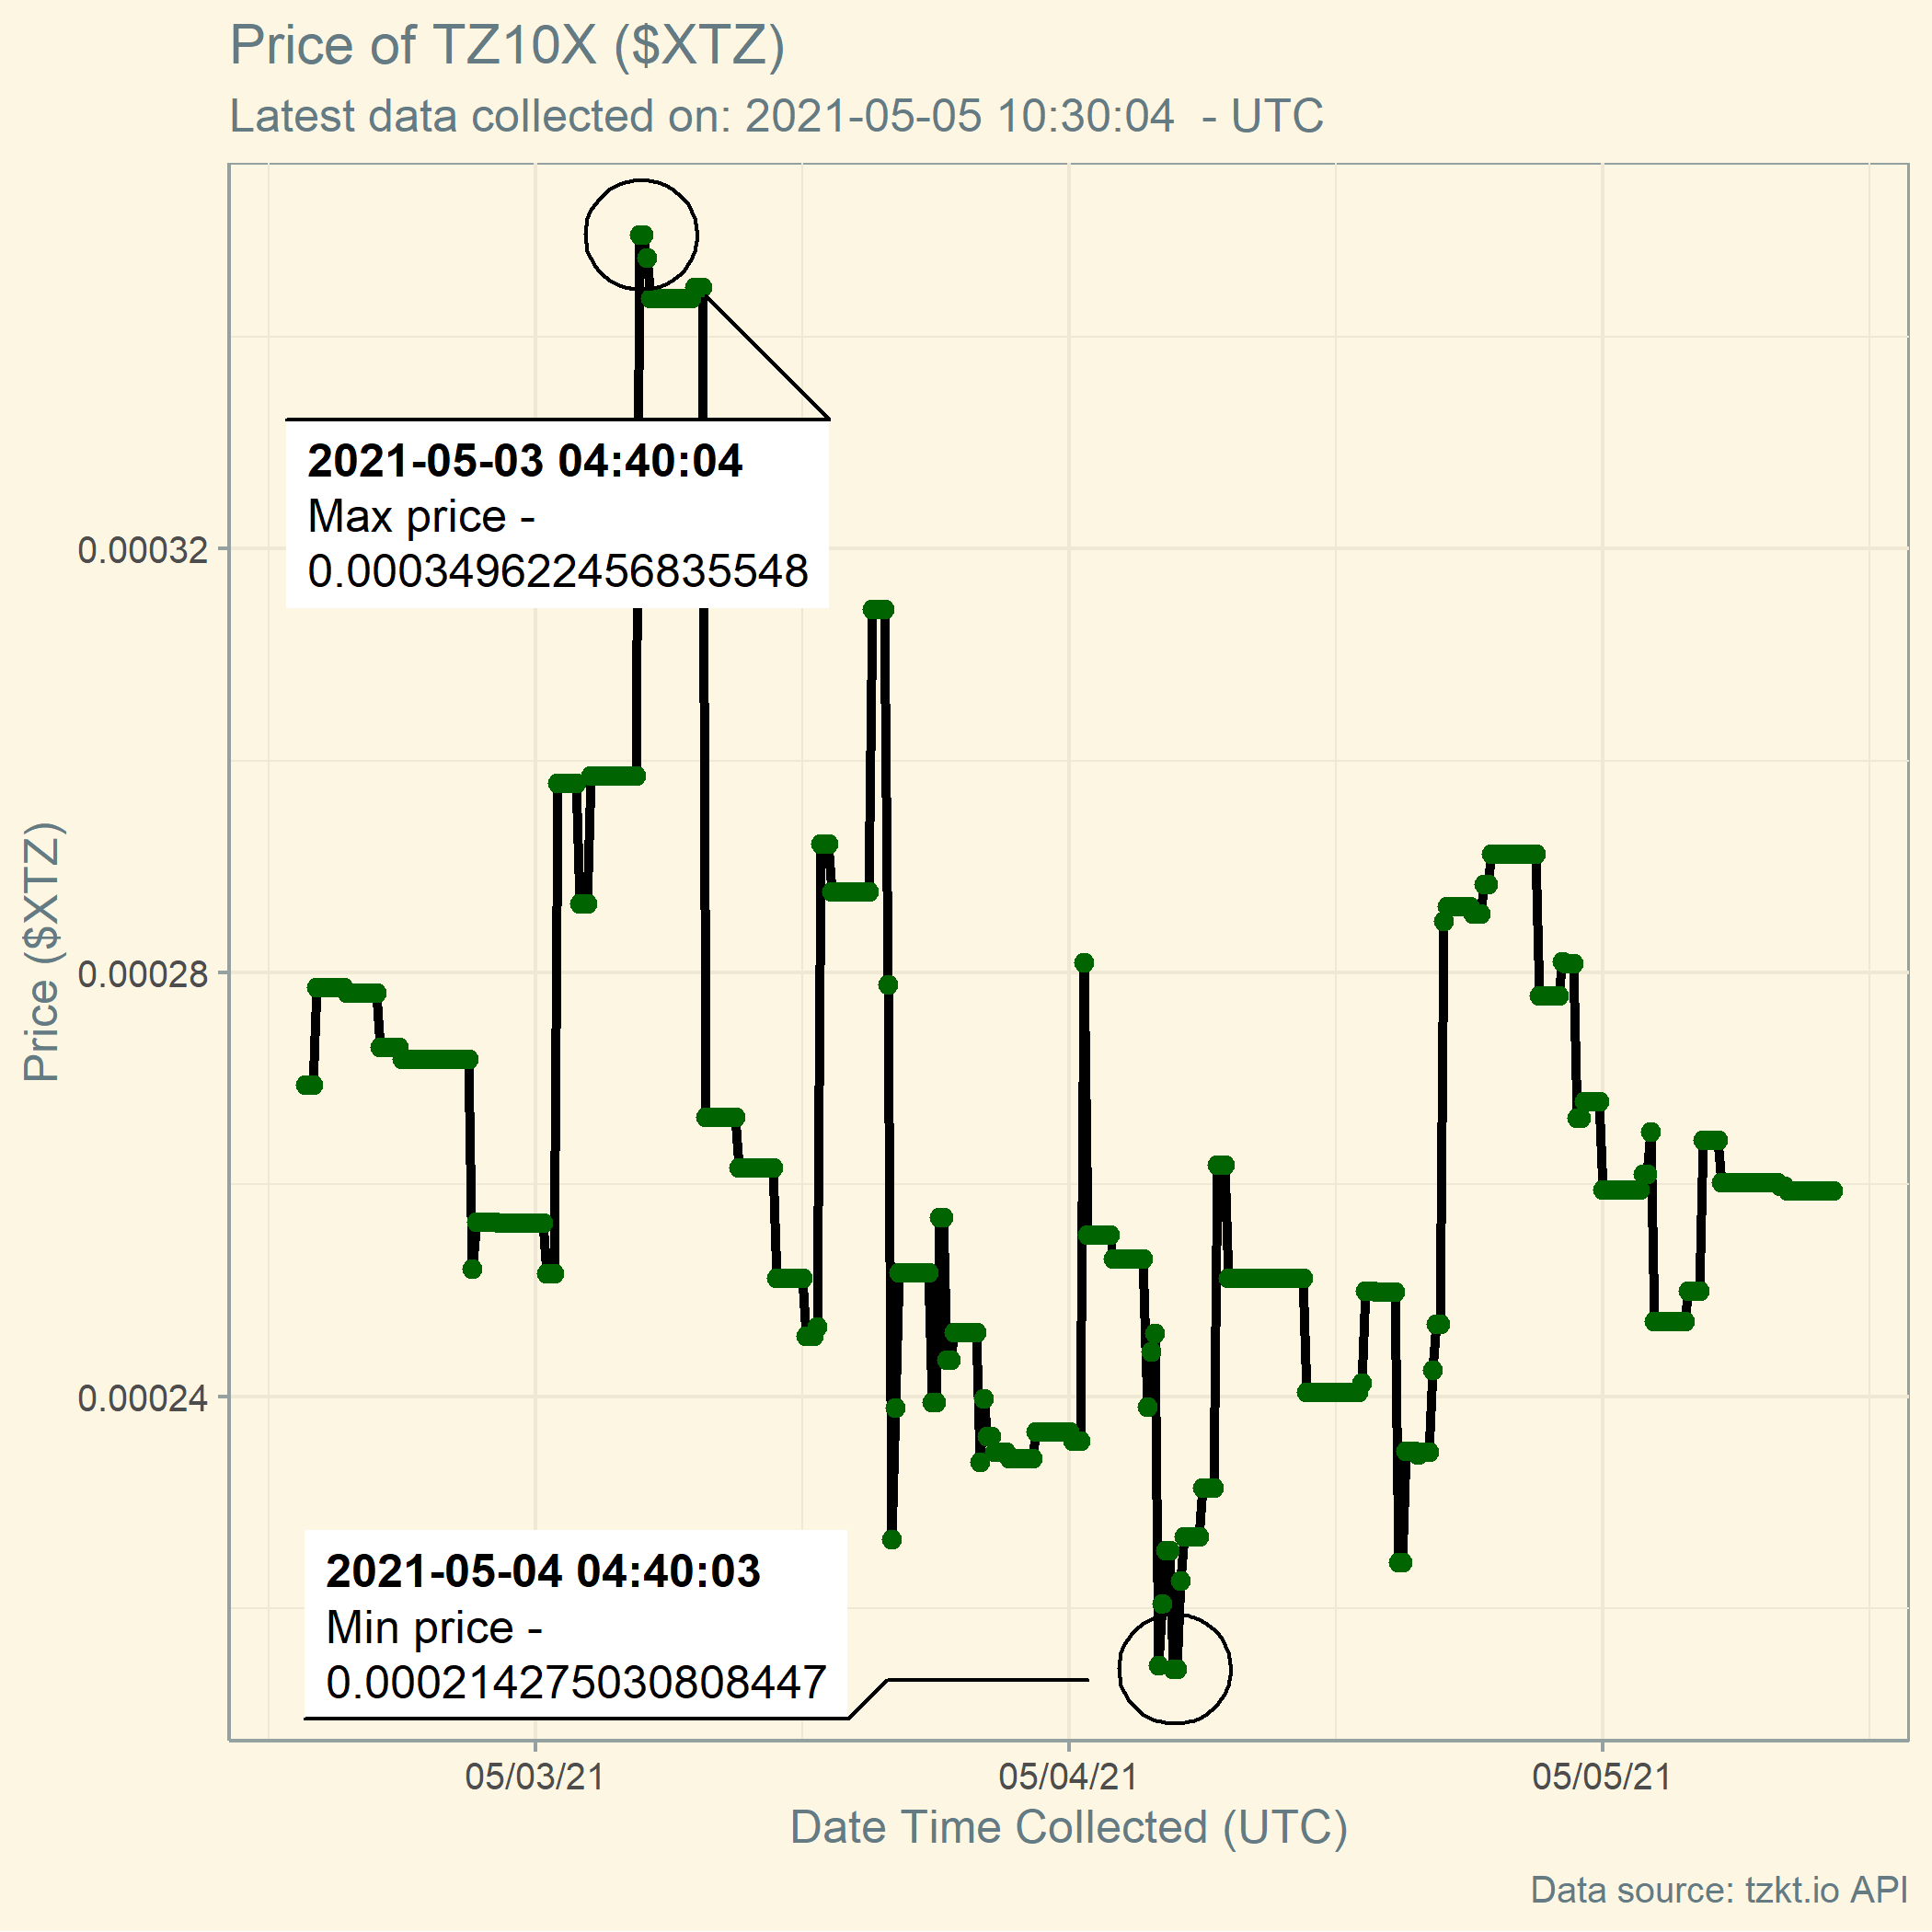 Price of TZ10X ($XTZ)
Latest data collected on: 2021-05-05 10:30:04  - UTC
2021-05-03 04:40:04
Max price -
0.000349622456835548
0.00032
0.00028
0.00024
Price ($XTZ)
2021-05-04 04:40:03
Min price -
0.000214275030808447
05/03/21
05/04/21
05/05/21
Date Time Collected (UTC)
Data source: tzkt.io API